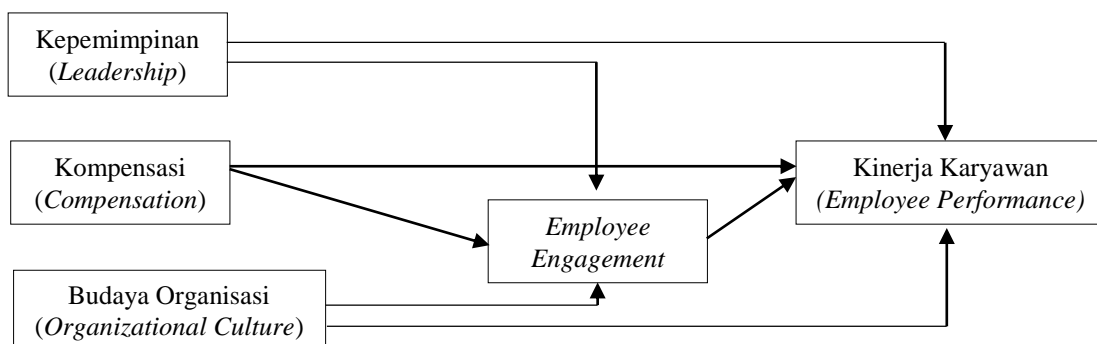 Kepemimpinan
(Leadership)
Kompensasi
(Compensation)
Kinerja Karyawan
(Employee Performance)
Employee
Engagement
Budaya Organisasi
(Organizational Culture)